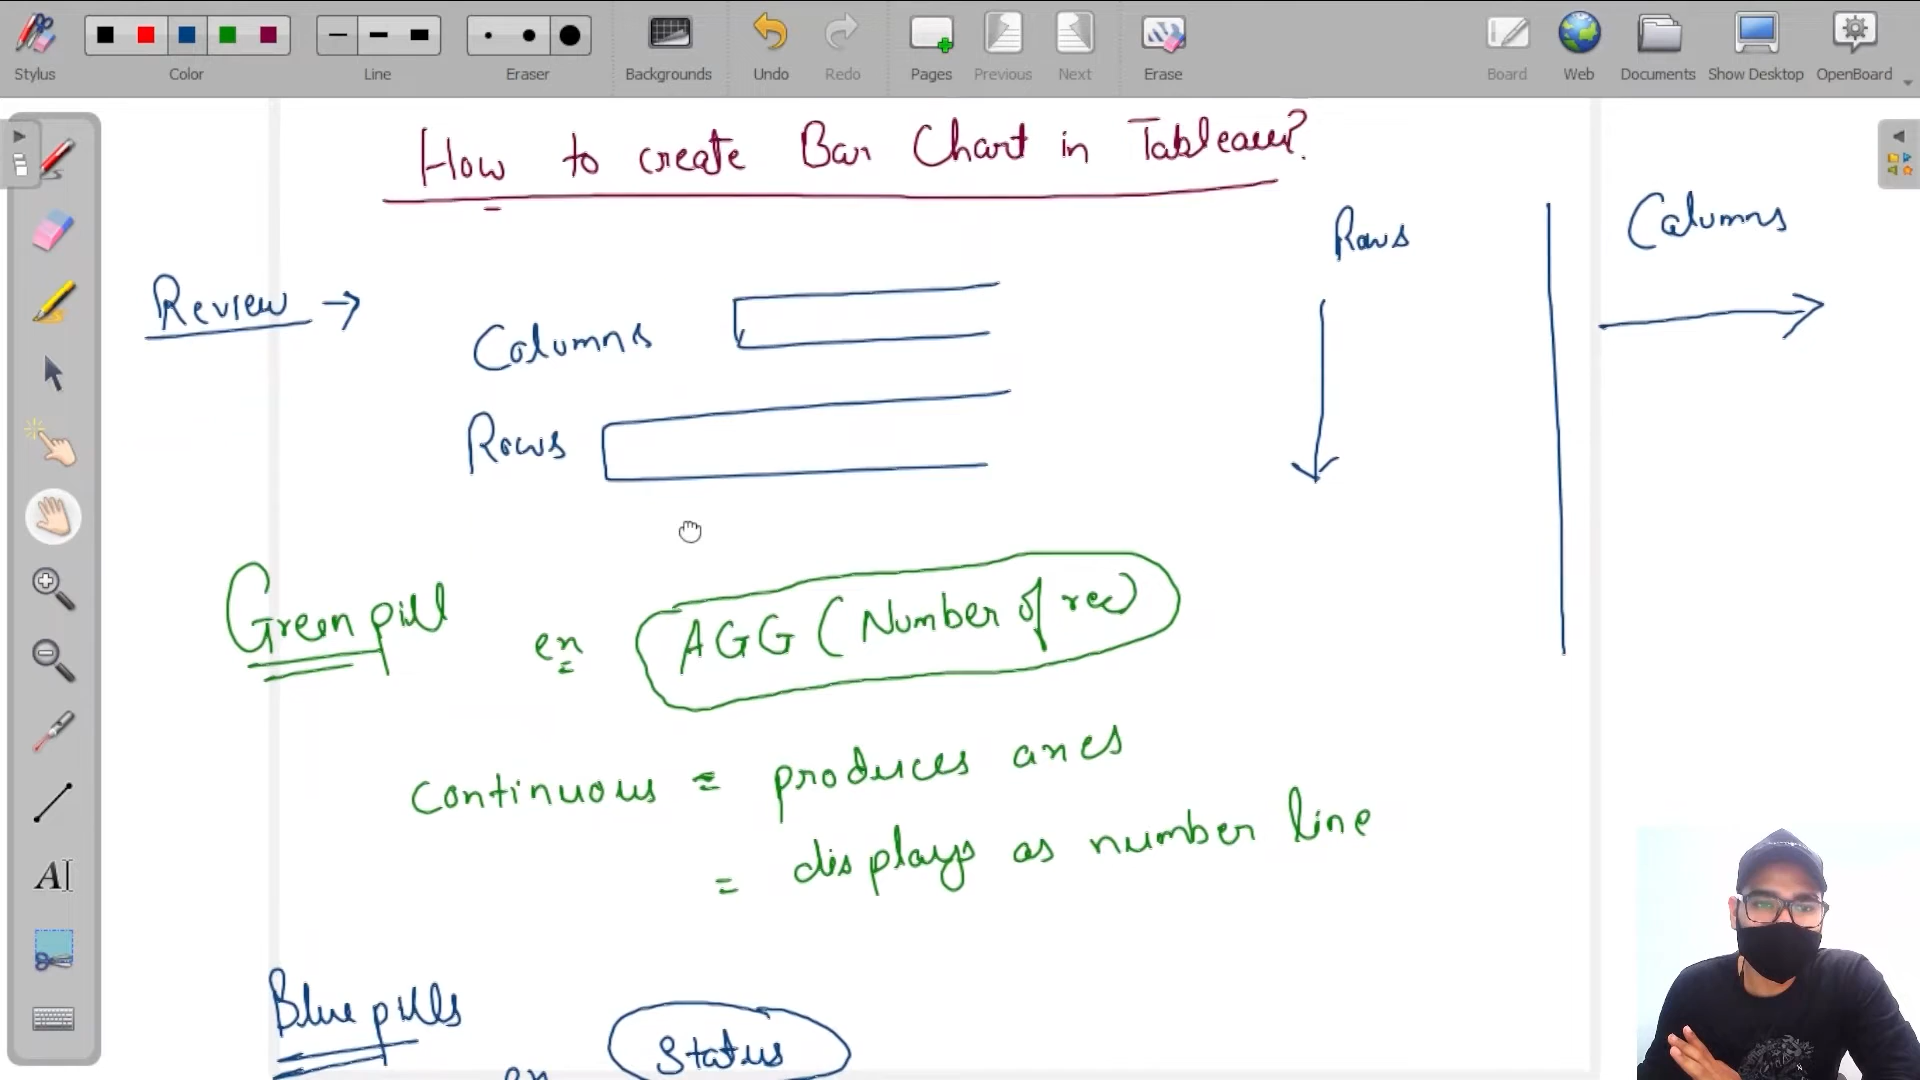 Stylus
Color
Line
Eraser
Backgrounds
Undo
Redo
Pages
Previous
Next
Erase
Board
Web
Documents
Show Desktop
OpenBoard
How to create Bar Chart in Tableau?
Rows
Columns
Review →
Columns
Rows
Green pill
ex
AGG (Number of rec)
continuous = produces axes
= displays as number line
Blue pills
ex
Status